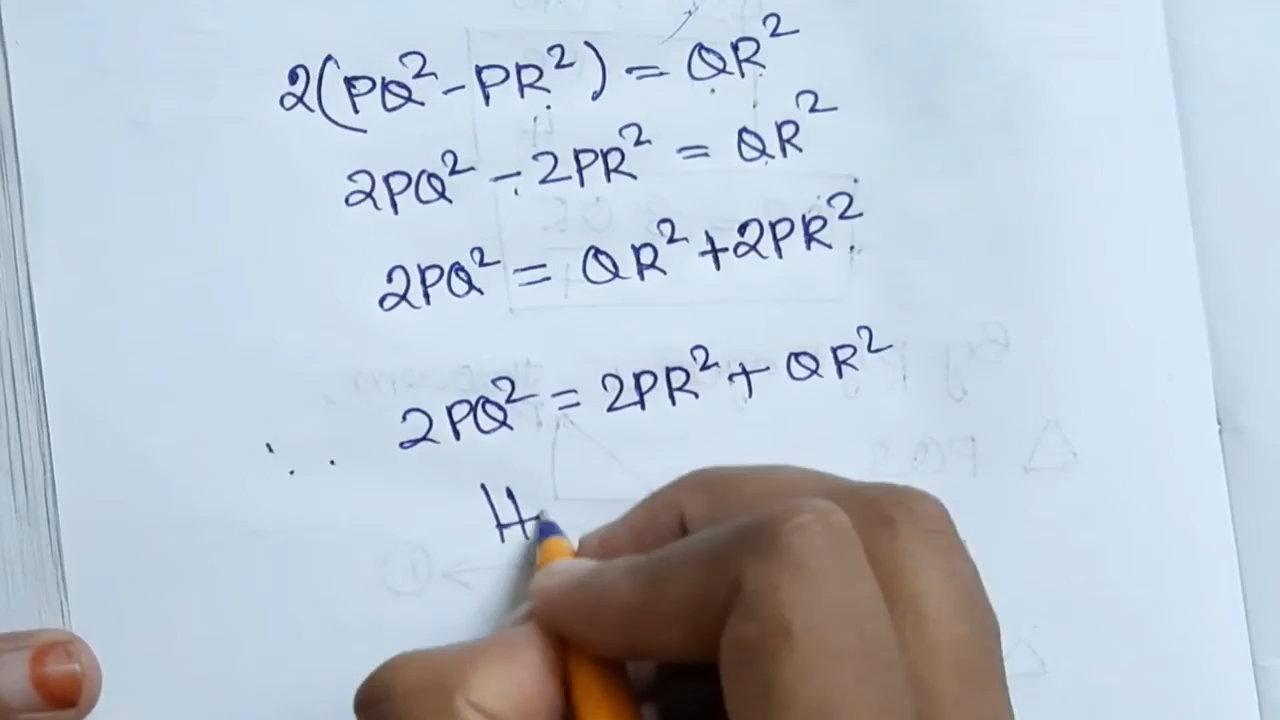 2(PQ² - PR²) = QR²
2PQ² - 2PR² = QR²
2PQ² = QR² + 2PR²
∴ 2PQ² = 2PR² + QR²
H